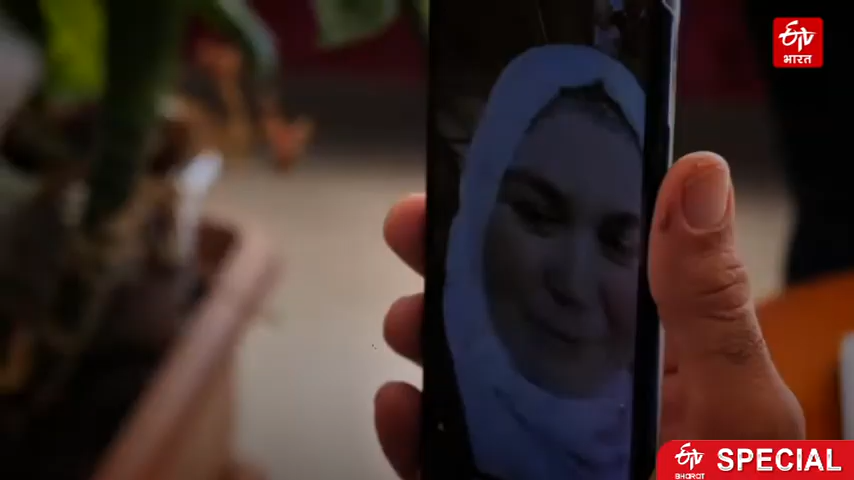 ETV
भारत
ETV
BHARAT
SPECIAL